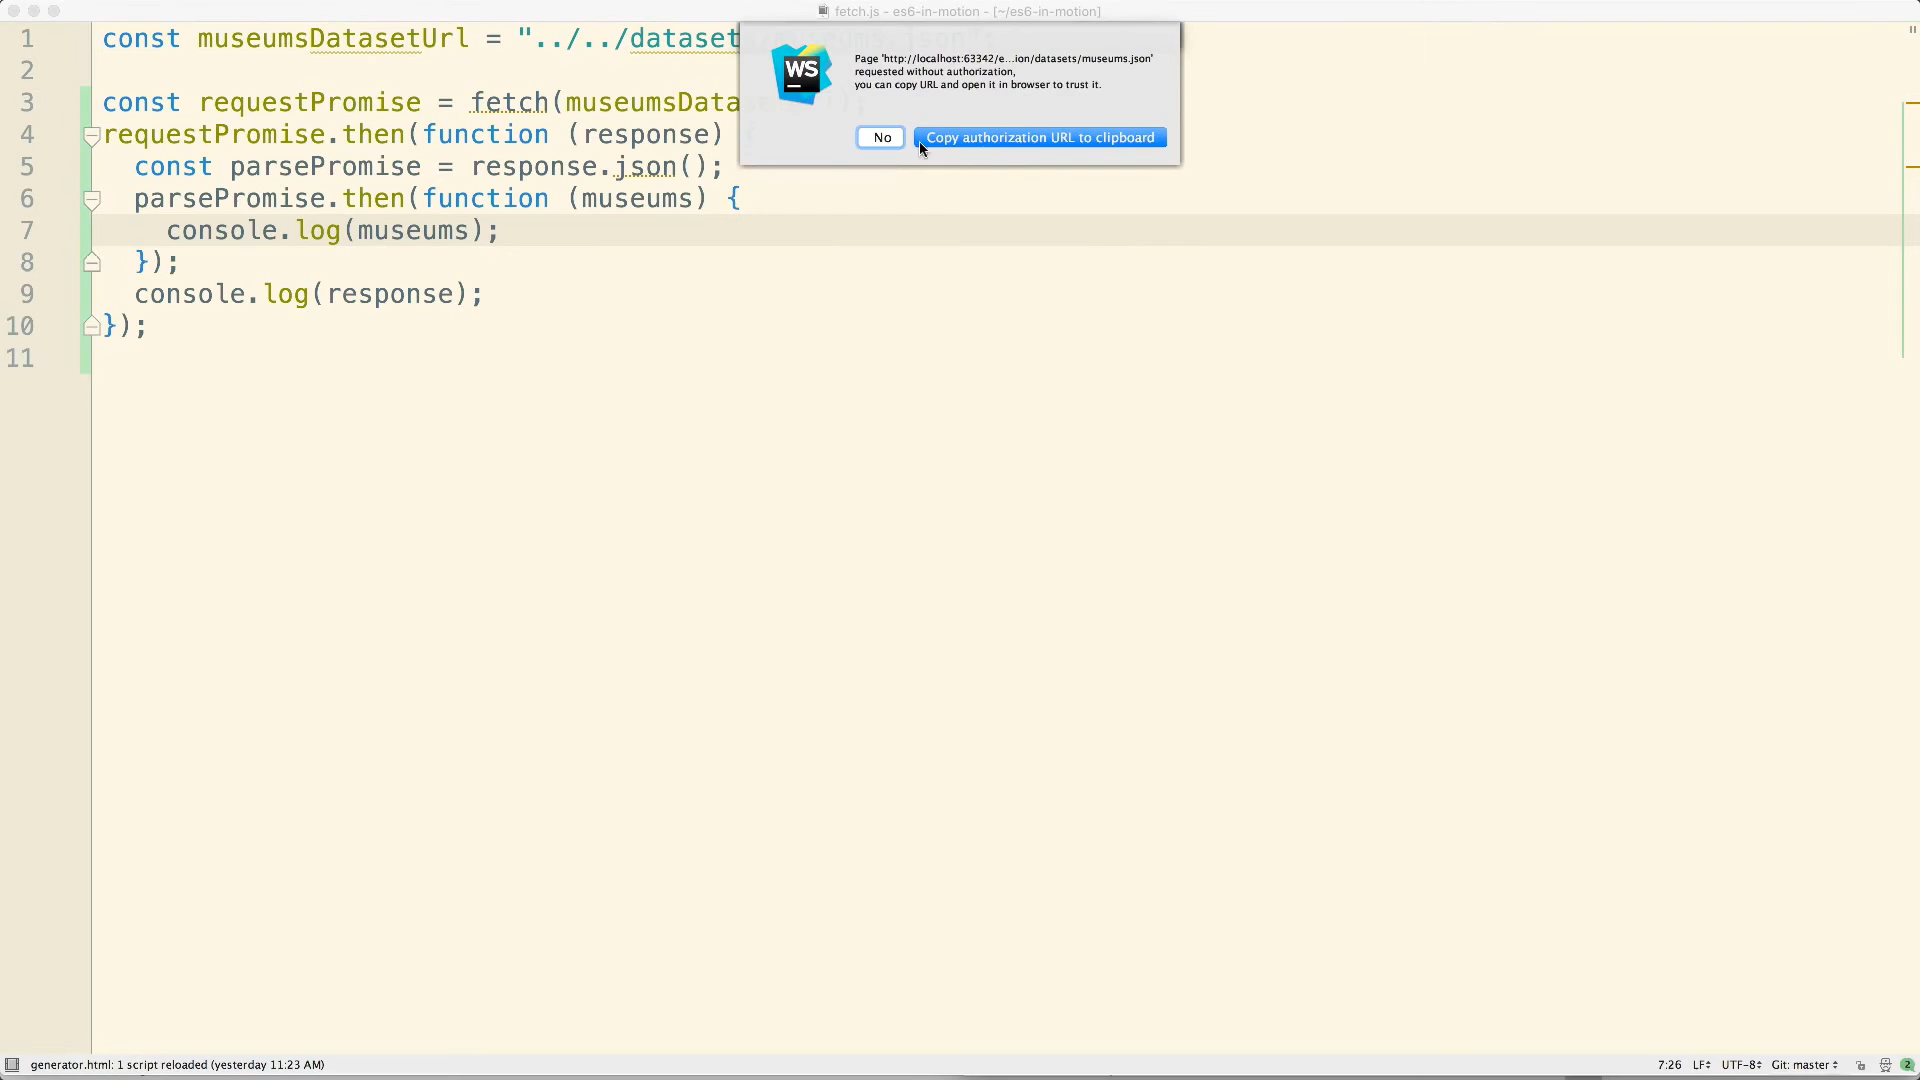 fetch.js - es6-in-motion - [~/es6-in-motion]
1 const museumsDatasetUrl = "../../datasets/museums.json";
2
3 const requestPromise = fetch(museumsData );
4 requestPromise.then(function (response) {
5 const parsePromise = response.json();
6 parsePromise.then(function (museums) {
7 console.log(museums);
8 });
9 console.log(response);
10 });
11
WS
Page 'http://localhost:63342/e...ion/datasets/museums.json'
requested without authorization,
you can copy URL and open it in browser to trust it.
No
Copy authorization URL to clipboard
generator.html: 1 script reloaded (yesterday 11:23 AM)
7:26 LF UTF-8 Git: master 2